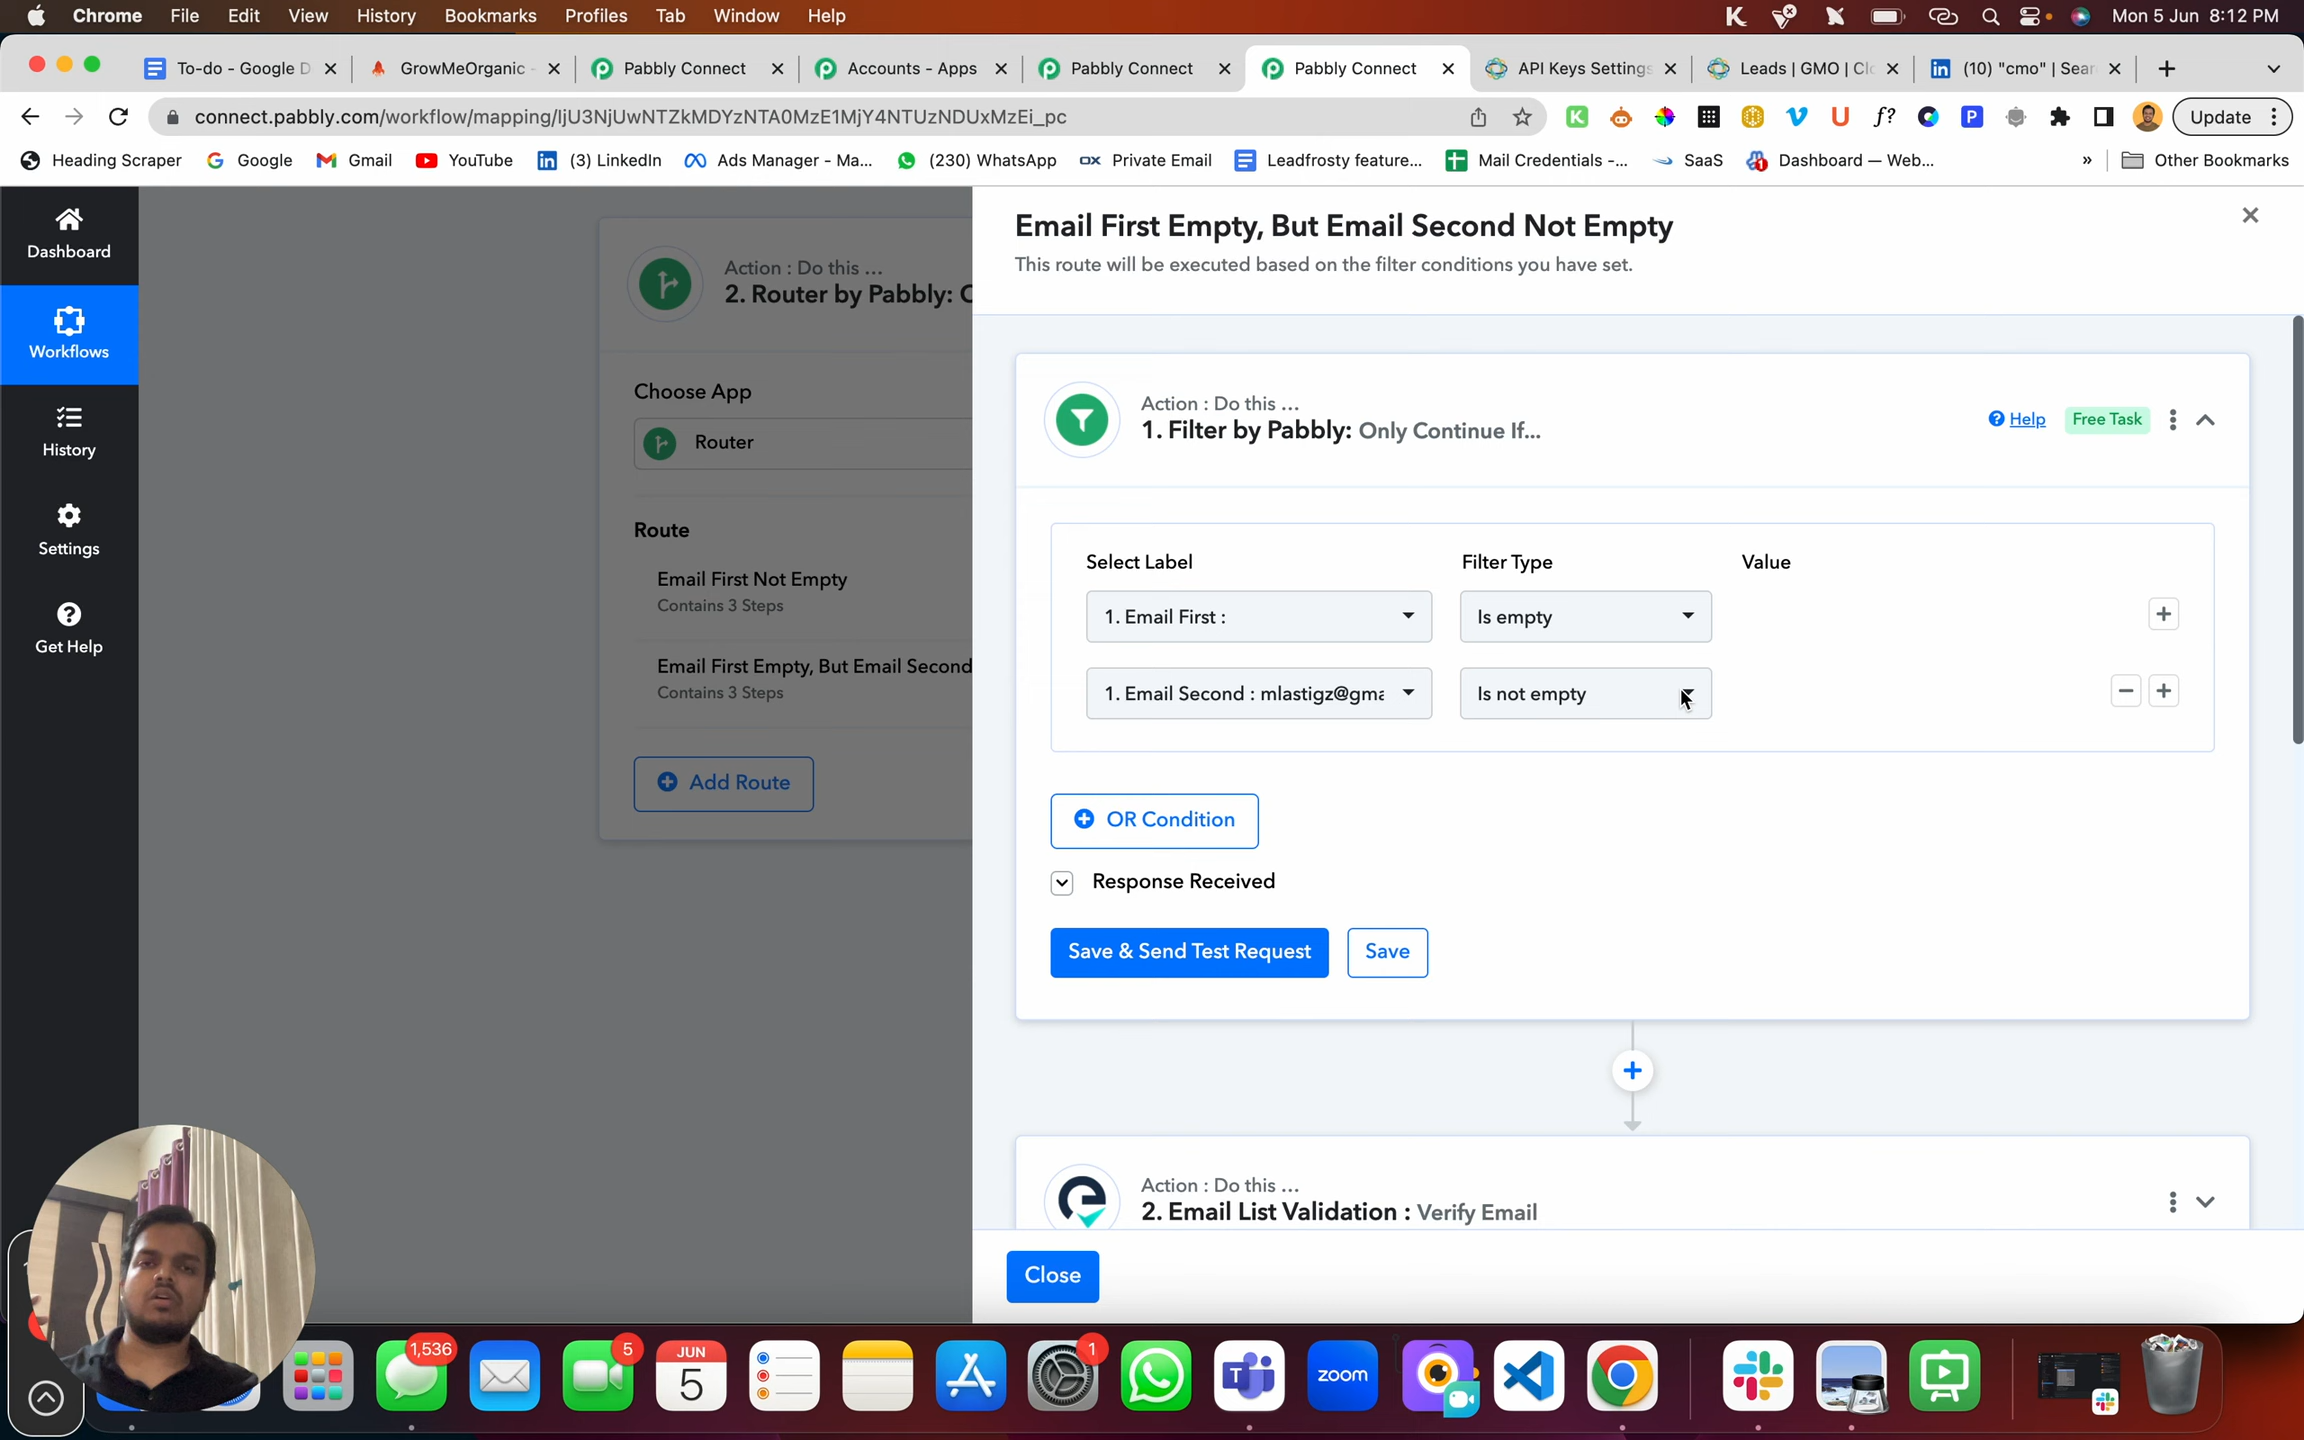 Chrome File Edit View History Bookmarks Profiles Tab Window Help Mon 5 Jun 8:12 PM
To-do - Google D GrowMeOrganic - Pabbly Connect Accounts - Apps Pabbly Connect Pabbly Connect API Keys Settings Leads | GMO | Clo (10) "cmo" | Sear
connect.pabbly.com/workflow/mapping/IjU3NjUwNTZkMDYzNTA0MzE1MjY4NTUzNDUxMzEi_pc Update
Heading Scraper Google Gmail YouTube (3) LinkedIn Ads Manager - Ma... (230) WhatsApp Private Email Leadfrosty feature... Mail Credentials -... SaaS Dashboard — Web... » Other Bookmarks
Dashboard
Workflows
History
Settings
Get Help
Action : Do this ...
2. Router by Pabbly: C
Choose App
Router
Route
Email First Not Empty
Contains 3 Steps
Email First Empty, But Email Second
Contains 3 Steps
Add Route
Email First Empty, But Email Second Not Empty
This route will be executed based on the filter conditions you have set.
Action : Do this ...
1. Filter by Pabbly: Only Continue If...
Help Free Task
Select Label Filter Type Value
1. Email First : Is empty
1. Email Second : mlastigz@gma Is not empty
OR Condition
Response Received
Save & Send Test Request Save
Action : Do this ...
2. Email List Validation : Verify Email
Close
1,536 5 JUN 5 1 zoom